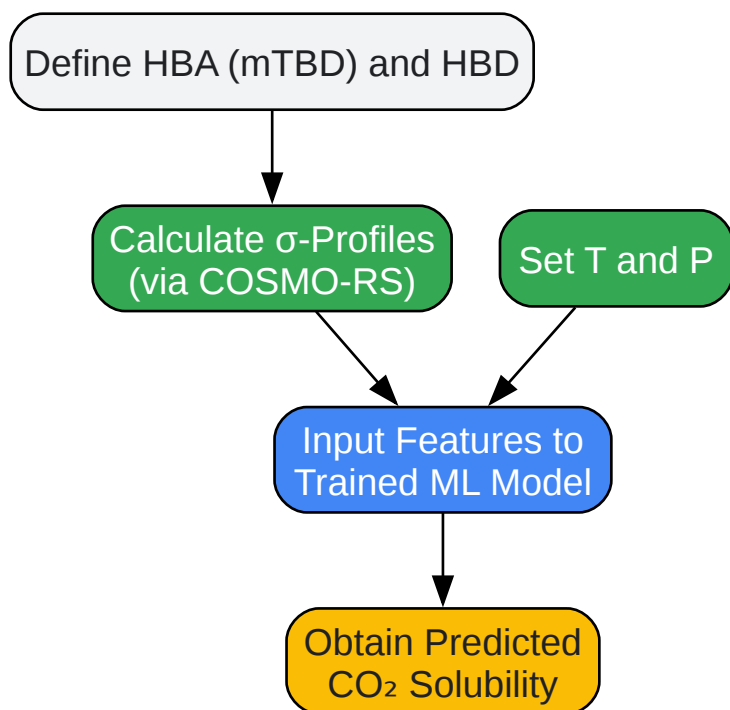 Define HBA (mTBD) and HBD
Calculate σ-Profiles
(via COSMO-RS)
Set T and P
Input Features to
Trained ML Model
Obtain Predicted
CO₂ Solubility